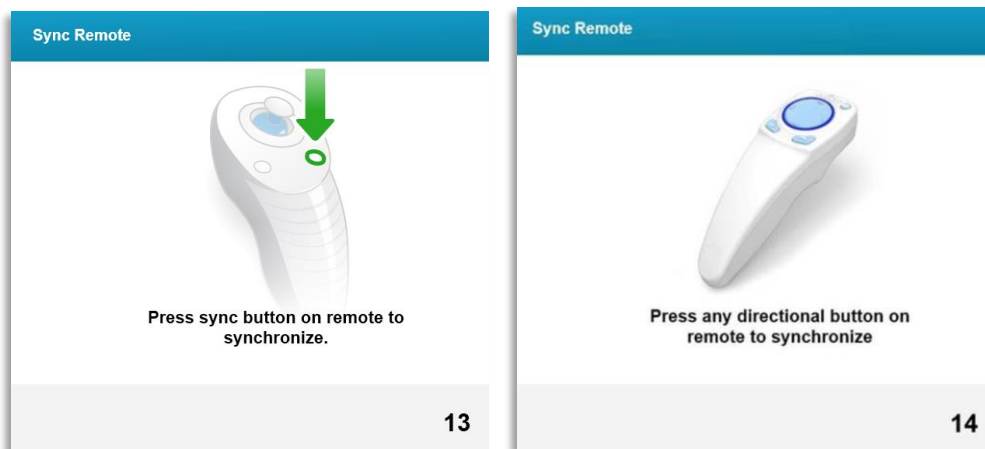 Sync Remote
Press sync button on remote to
synchronize.
13
Sync Remote
Press any directional button on
remote to synchronize
14